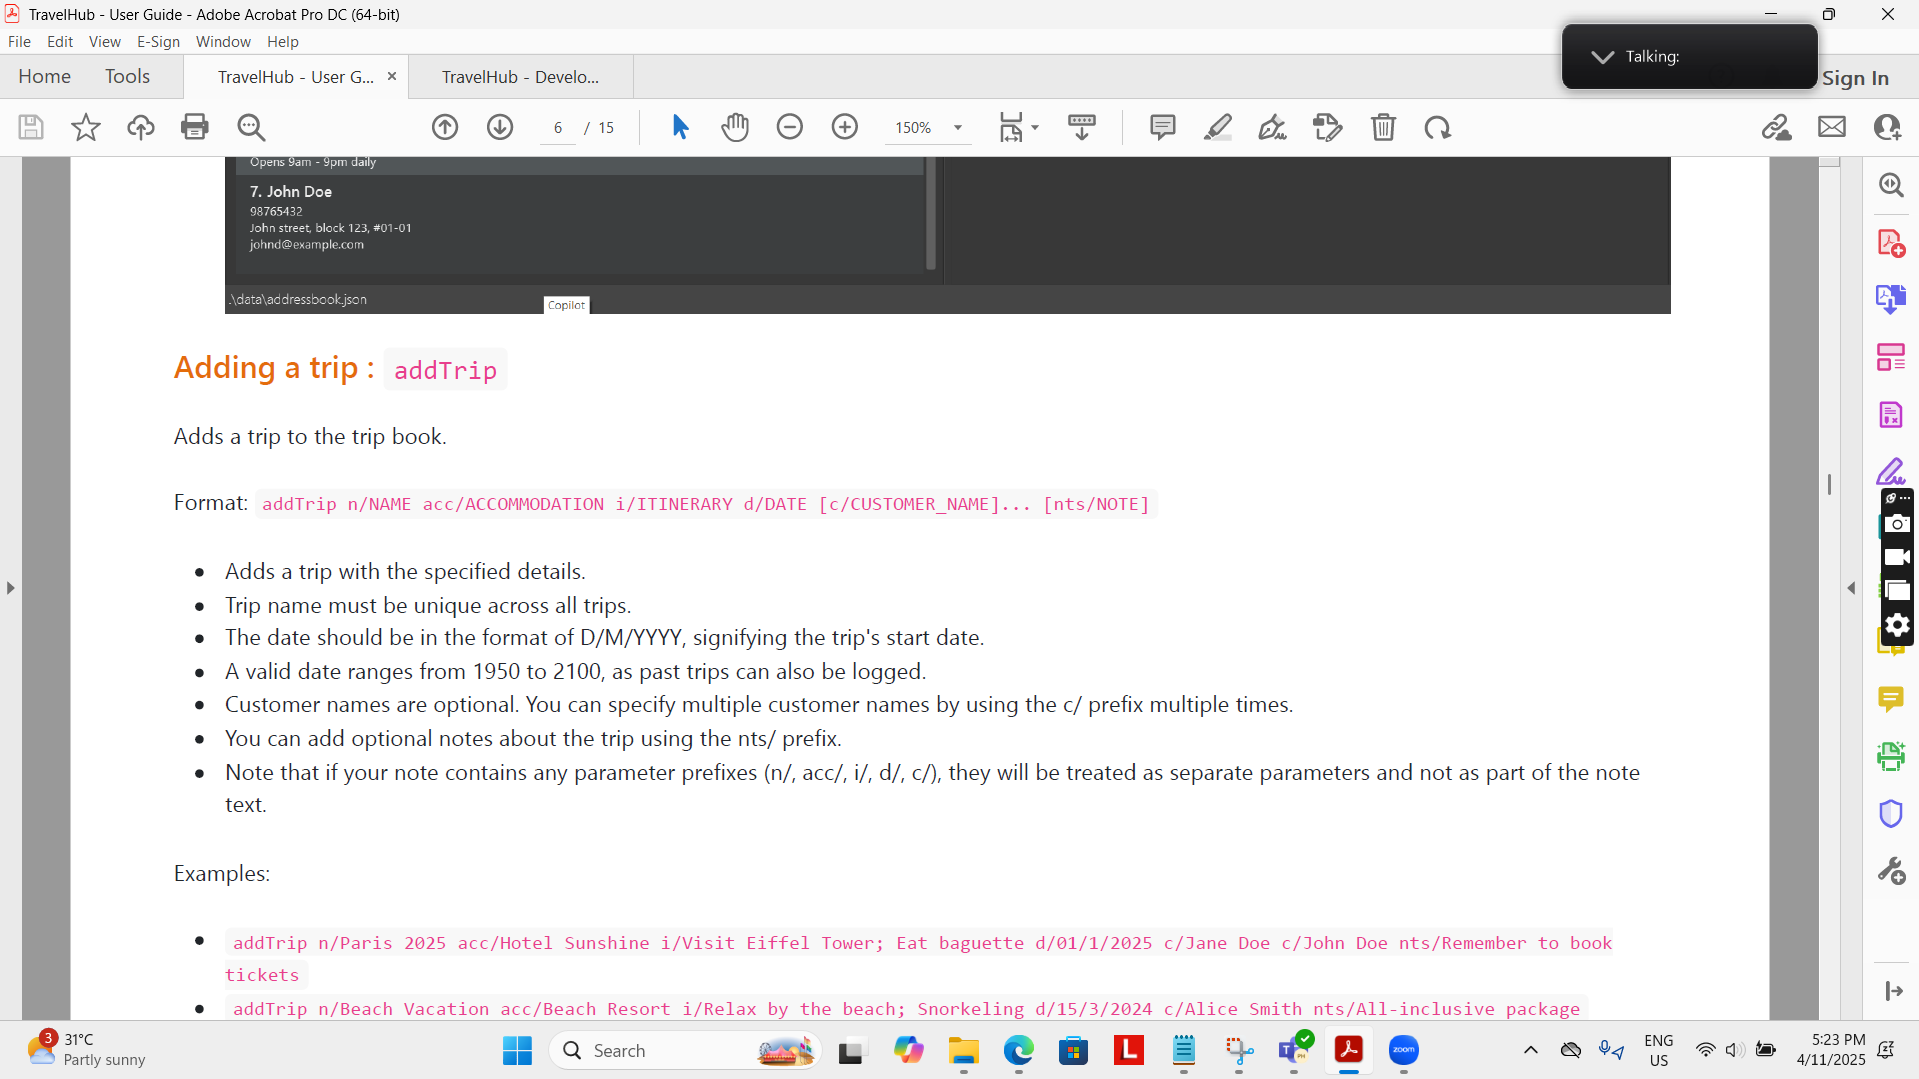 TravelHub - User Guide - Adobe Acrobat Pro DC (64-bit)
File Edit View E-Sign Window Help
Talking:
Home Tools TravelHub - User G... TravelHub - Develo... Sign In
6 / 15 150%
Opens 9am - 9pm daily
7. John Doe
98765432
John street, block 123, #01-01
johnd@example.com
.\data\addressbook.json
Copilot
Adding a trip : addTrip
Adds a trip to the trip book.
Format: addTrip n/NAME acc/ACCOMMODATION i/ITINERARY d/DATE [c/CUSTOMER_NAME]... [nts/NOTE]
Adds a trip with the specified details.
Trip name must be unique across all trips.
The date should be in the format of D/M/YYYY, signifying the trip's start date.
A valid date ranges from 1950 to 2100, as past trips can also be logged.
Customer names are optional. You can specify multiple customer names by using the c/ prefix multiple times.
You can add optional notes about the trip using the nts/ prefix.
Note that if your note contains any parameter prefixes (n/, acc/, i/, d/, c/), they will be treated as separate parameters and not as part of the note
text.
Examples:
addTrip n/Paris 2025 acc/Hotel Sunshine i/Visit Eiffel Tower; Eat baguette d/01/1/2025 c/Jane Doe c/John Doe nts/Remember to book
tickets
addTrip n/Beach Vacation acc/Beach Resort i/Relax by the beach; Snorkeling d/15/3/2024 c/Alice Smith nts/All-inclusive package
3
31°C
Partly sunny
Search
L
zoom
ENG
US
5:23 PM
4/11/2025